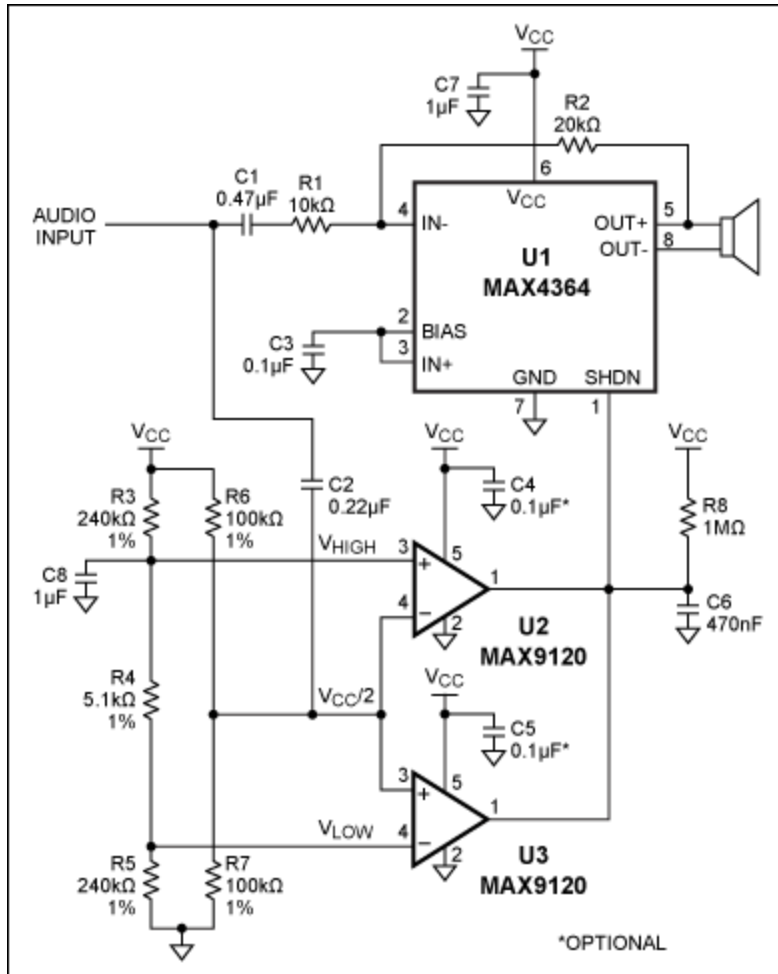 VCC
C7
1µF
R2
20kΩ
6
C1
0.47µF
R1
10kΩ
AUDIO
INPUT
4
IN-
VCC
OUT+
5
OUT-
8
U1
MAX4364
2
BIAS
3
IN+
C3
0.1µF
GND
SHDN
7
1
VCC
R3
240kΩ
1%
R6
100kΩ
1%
C2
0.22µF
VCC
C4
0.1µF*
VCC
R8
1MΩ
VHIGH
C8
1µF
3
+
5
4
−
2
1
U2
MAX9120
C6
470nF
R4
5.1kΩ
1%
VCC/2
VCC
C5
0.1µF*
3
+
5
4
−
2
1
VLOW
U3
MAX9120
R5
240kΩ
1%
R7
100kΩ
1%
*OPTIONAL